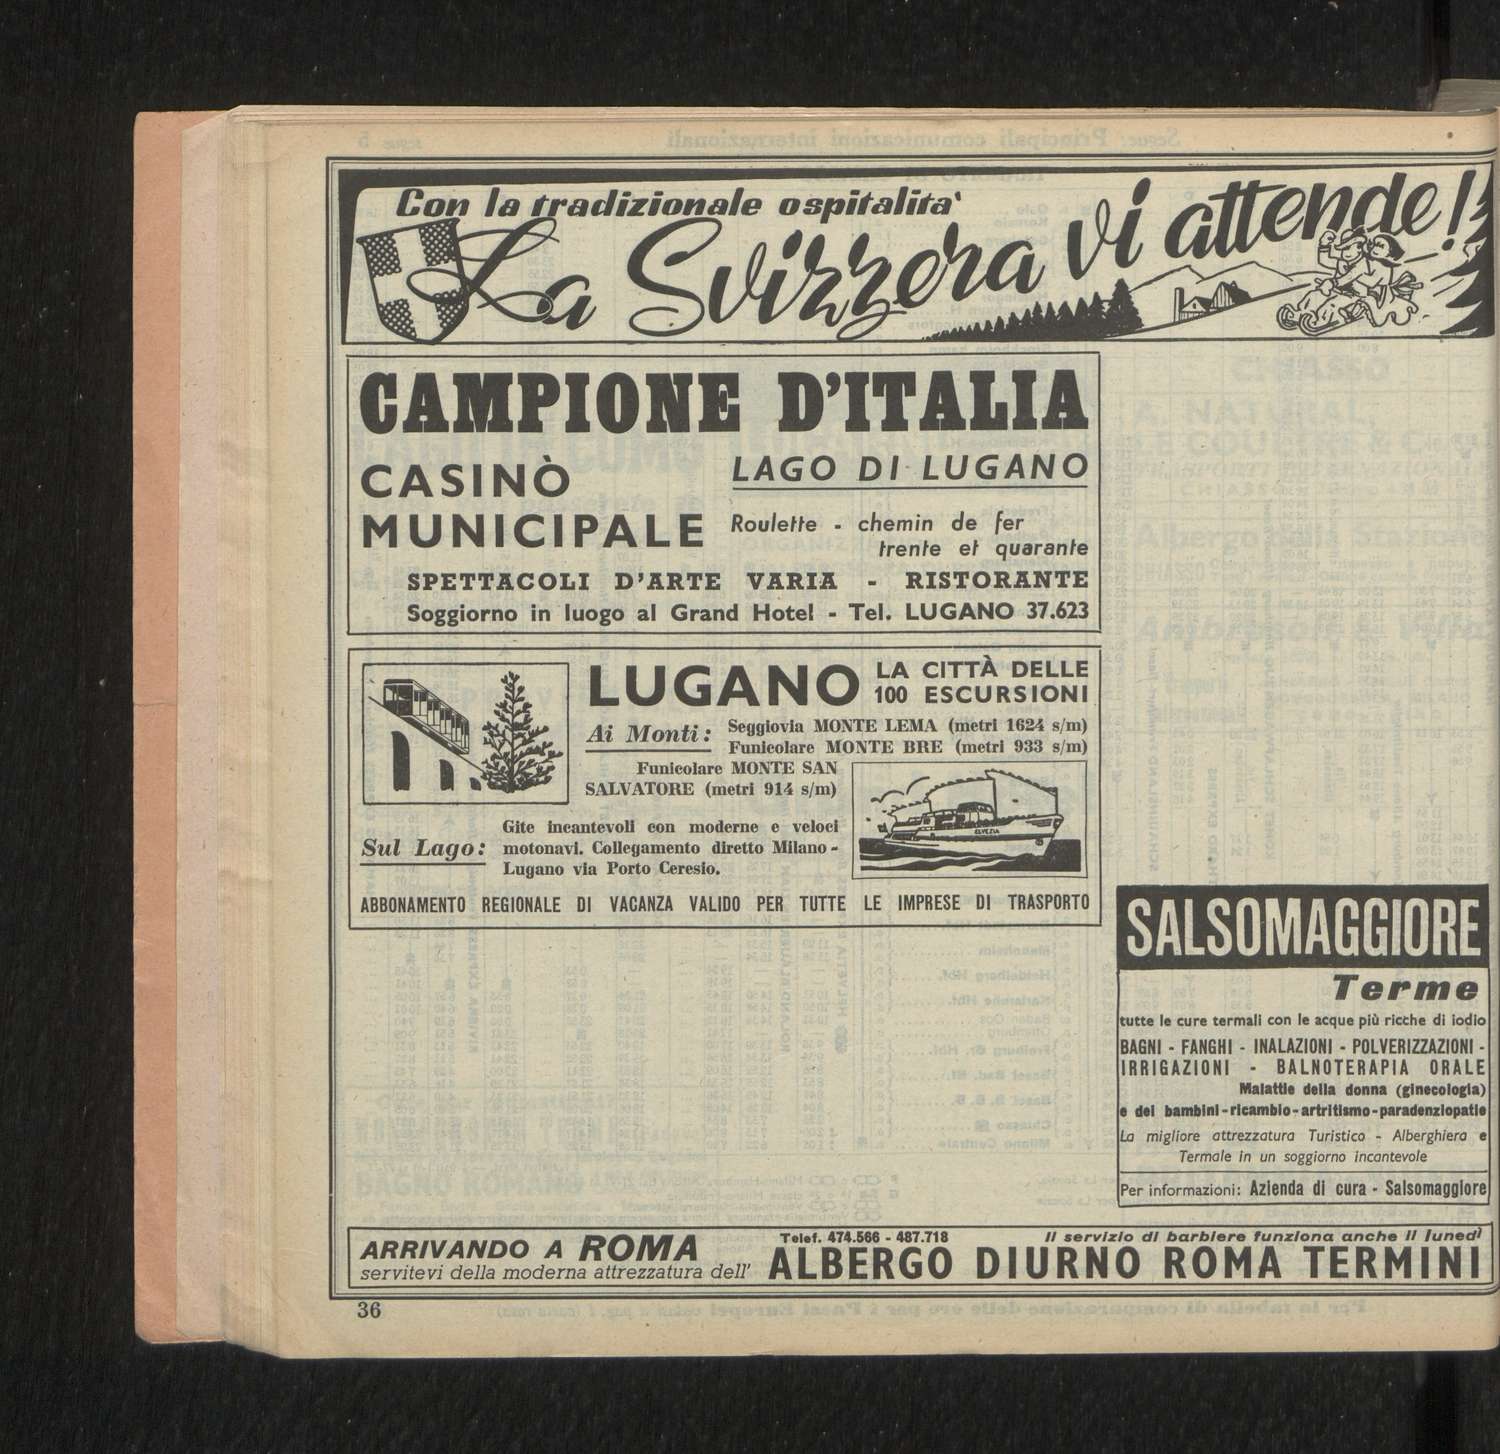 Con la tradizionale ospitalita'
La Svizzera vi attende!
CAMPIONE D'ITALIA
CASINÒ
MUNICIPALE
LAGO DI LUGANO
Roulette - chemin de fer
trente et quarante
SPETTACOLI D'ARTE VARIA - RISTORANTE
Soggiorno in luogo al Grand Hotel - Tel. LUGANO 37.623
LUGANO
LA CITTÀ DELLE
100 ESCURSIONI
Ai Monti:
Seggiovia MONTE LEMA (metri 1624 s/m)
Funicolare MONTE BRE (metri 933 s/m)
Funicolare MONTE SAN
SALVATORE (metri 914 s/m)
Sul Lago:
Gite incantevoli con moderne e veloci
motonavi. Collegamento diretto Milano-
Lugano via Porto Ceresio.
ELVEZIA
ABBONAMENTO REGIONALE DI VACANZA VALIDO PER TUTTE LE IMPRESE DI TRASPORTO
SALSOMAGGIORE
Terme
tutte le cure termali con le acque più ricche di iodio
BAGNI - FANGHI - INALAZIONI - POLVERIZZAZIONI -
IRRIGAZIONI - BALNOTERAPIA ORALE
Malattie della donna (ginecologia)
e dei bambini-ricambio-artritismo-paradenziopatie
La migliore attrezzatura Turistico - Alberghiera e
Termale in un soggiorno incantevole
Per informazioni: Azienda di cura - Salsomaggiore
ARRIVANDO A ROMA
servitevi della moderna attrezzatura dell'
Telef. 474.566 - 487.718
Il servizio di barbiere funziona anche il lunedì
ALBERGO DIURNO ROMA TERMINI
36